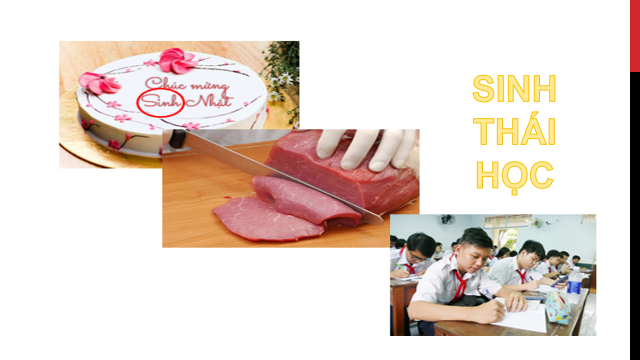 Chúc mừng
Sinh Nhật
SINH
THÁI
HỌC